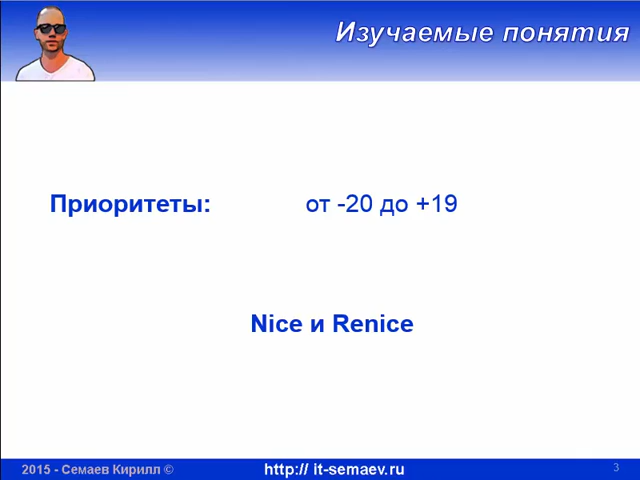 Изучаемые понятия
Приоритеты: от -20 до +19
Nice и Renice
2015 - Семаев Кирилл © http:// it-semaev.ru 3